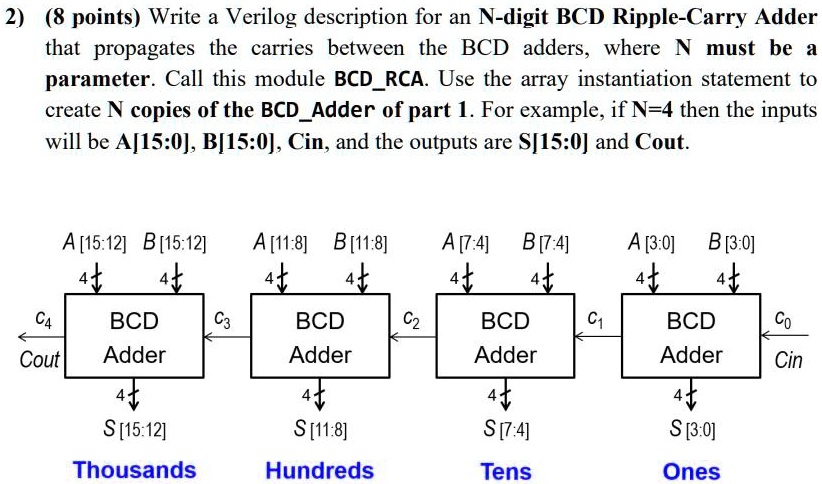 2) (8 points) Write a Verilog description for an N-digit BCD Ripple-Carry Adder
that propagates the carries between the BCD adders, where N must be a
parameter. Call this module BCD_RCA. Use the array instantiation statement to
create N copies of the BCD_Adder of part 1. For example, if N=4 then the inputs
will be A[15:0], B[15:0], Cin, and the outputs are S[15:0] and Cout.
A [15:12] B [15:12] A [11:8] B [11:8] A [7:4] B [7:4] A [3:0] B [3:0]
4 4 4 4 4 4 4 4
c4 BCD c3 BCD c2 BCD c1 BCD c0
Cout Adder Adder Adder Adder Cin
4 4 4 4
S [15:12] S [11:8] S [7:4] S [3:0]
Thousands Hundreds Tens Ones